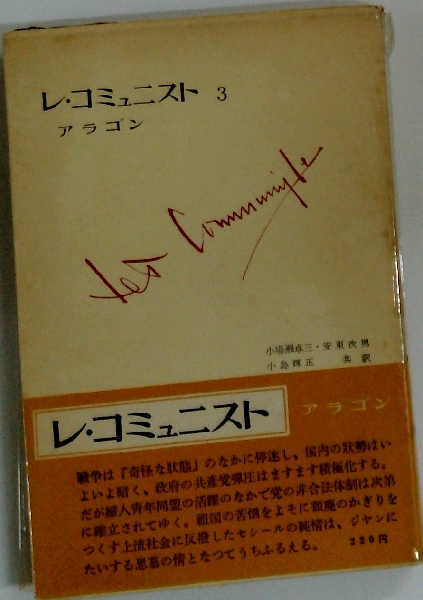 レ・コミュニスト 3
アラゴン
Les Communistes
小場瀬卓三・安東次男
小島輝正 共訳
レ・コミュニスト
アラゴン
戦争は『奇怪な狀態』のなかに停迷し、国内の狀勢はい
よいよ暗く、政府の共産党彈圧はますます積極化する。
だが婦人青年同盟の活躍のなかで党の非合法体制は次第
に確立されてゆく。祖国の苦悩をよそに頽廃のかぎりを
つくす上流社会に反撥したセシールの純情は、ジャンに
たいする思慕の情となつてうちふるえる。
220円